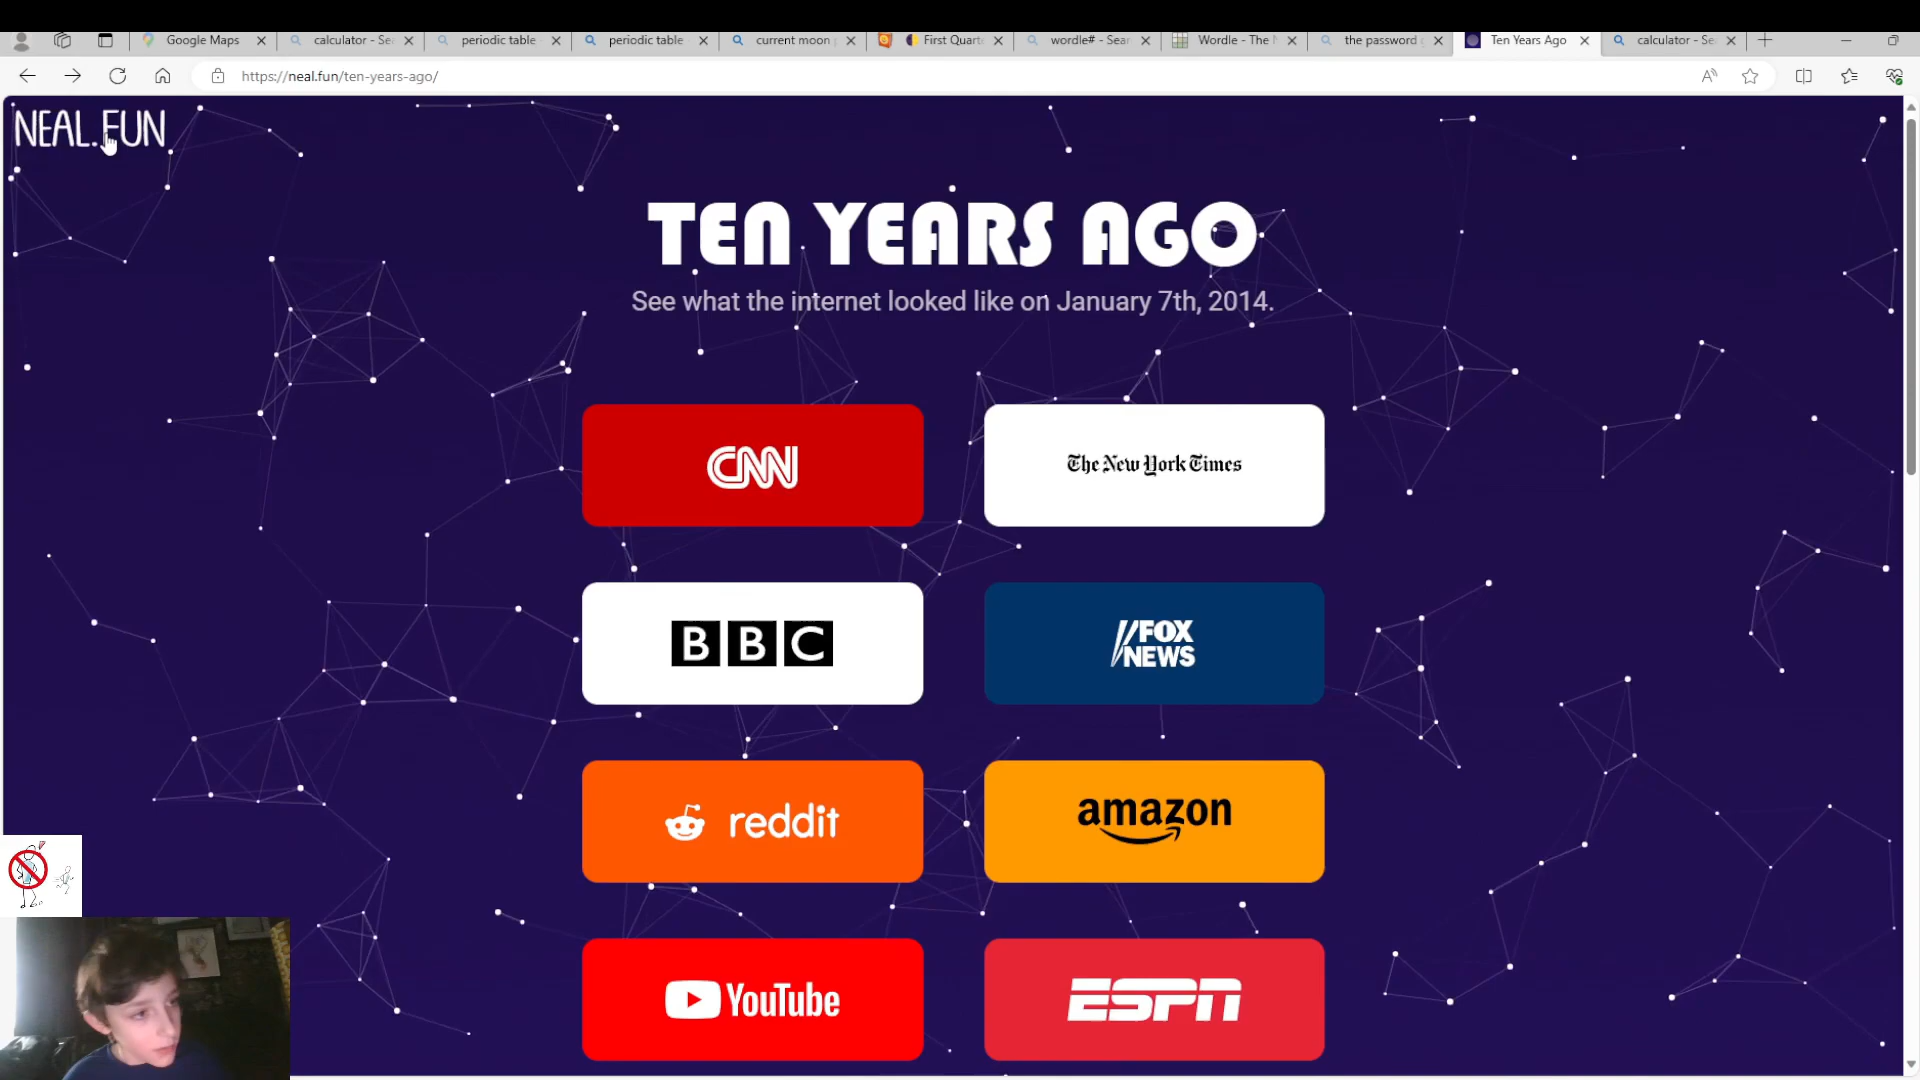 Google Maps
calculator - Se
periodic table
periodic table
current moon
First Quart
wordle# - Sear
Wordle - The
the password
Ten Years Ago
calculator - Se
https://neal.fun/ten-years-ago/
NEAL.FUN
TEN YEARS AGO
See what the internet looked like on January 7th, 2014.
CNN
The New York Times
BBC
FOX NEWS
reddit
amazon
YouTube
ESPN